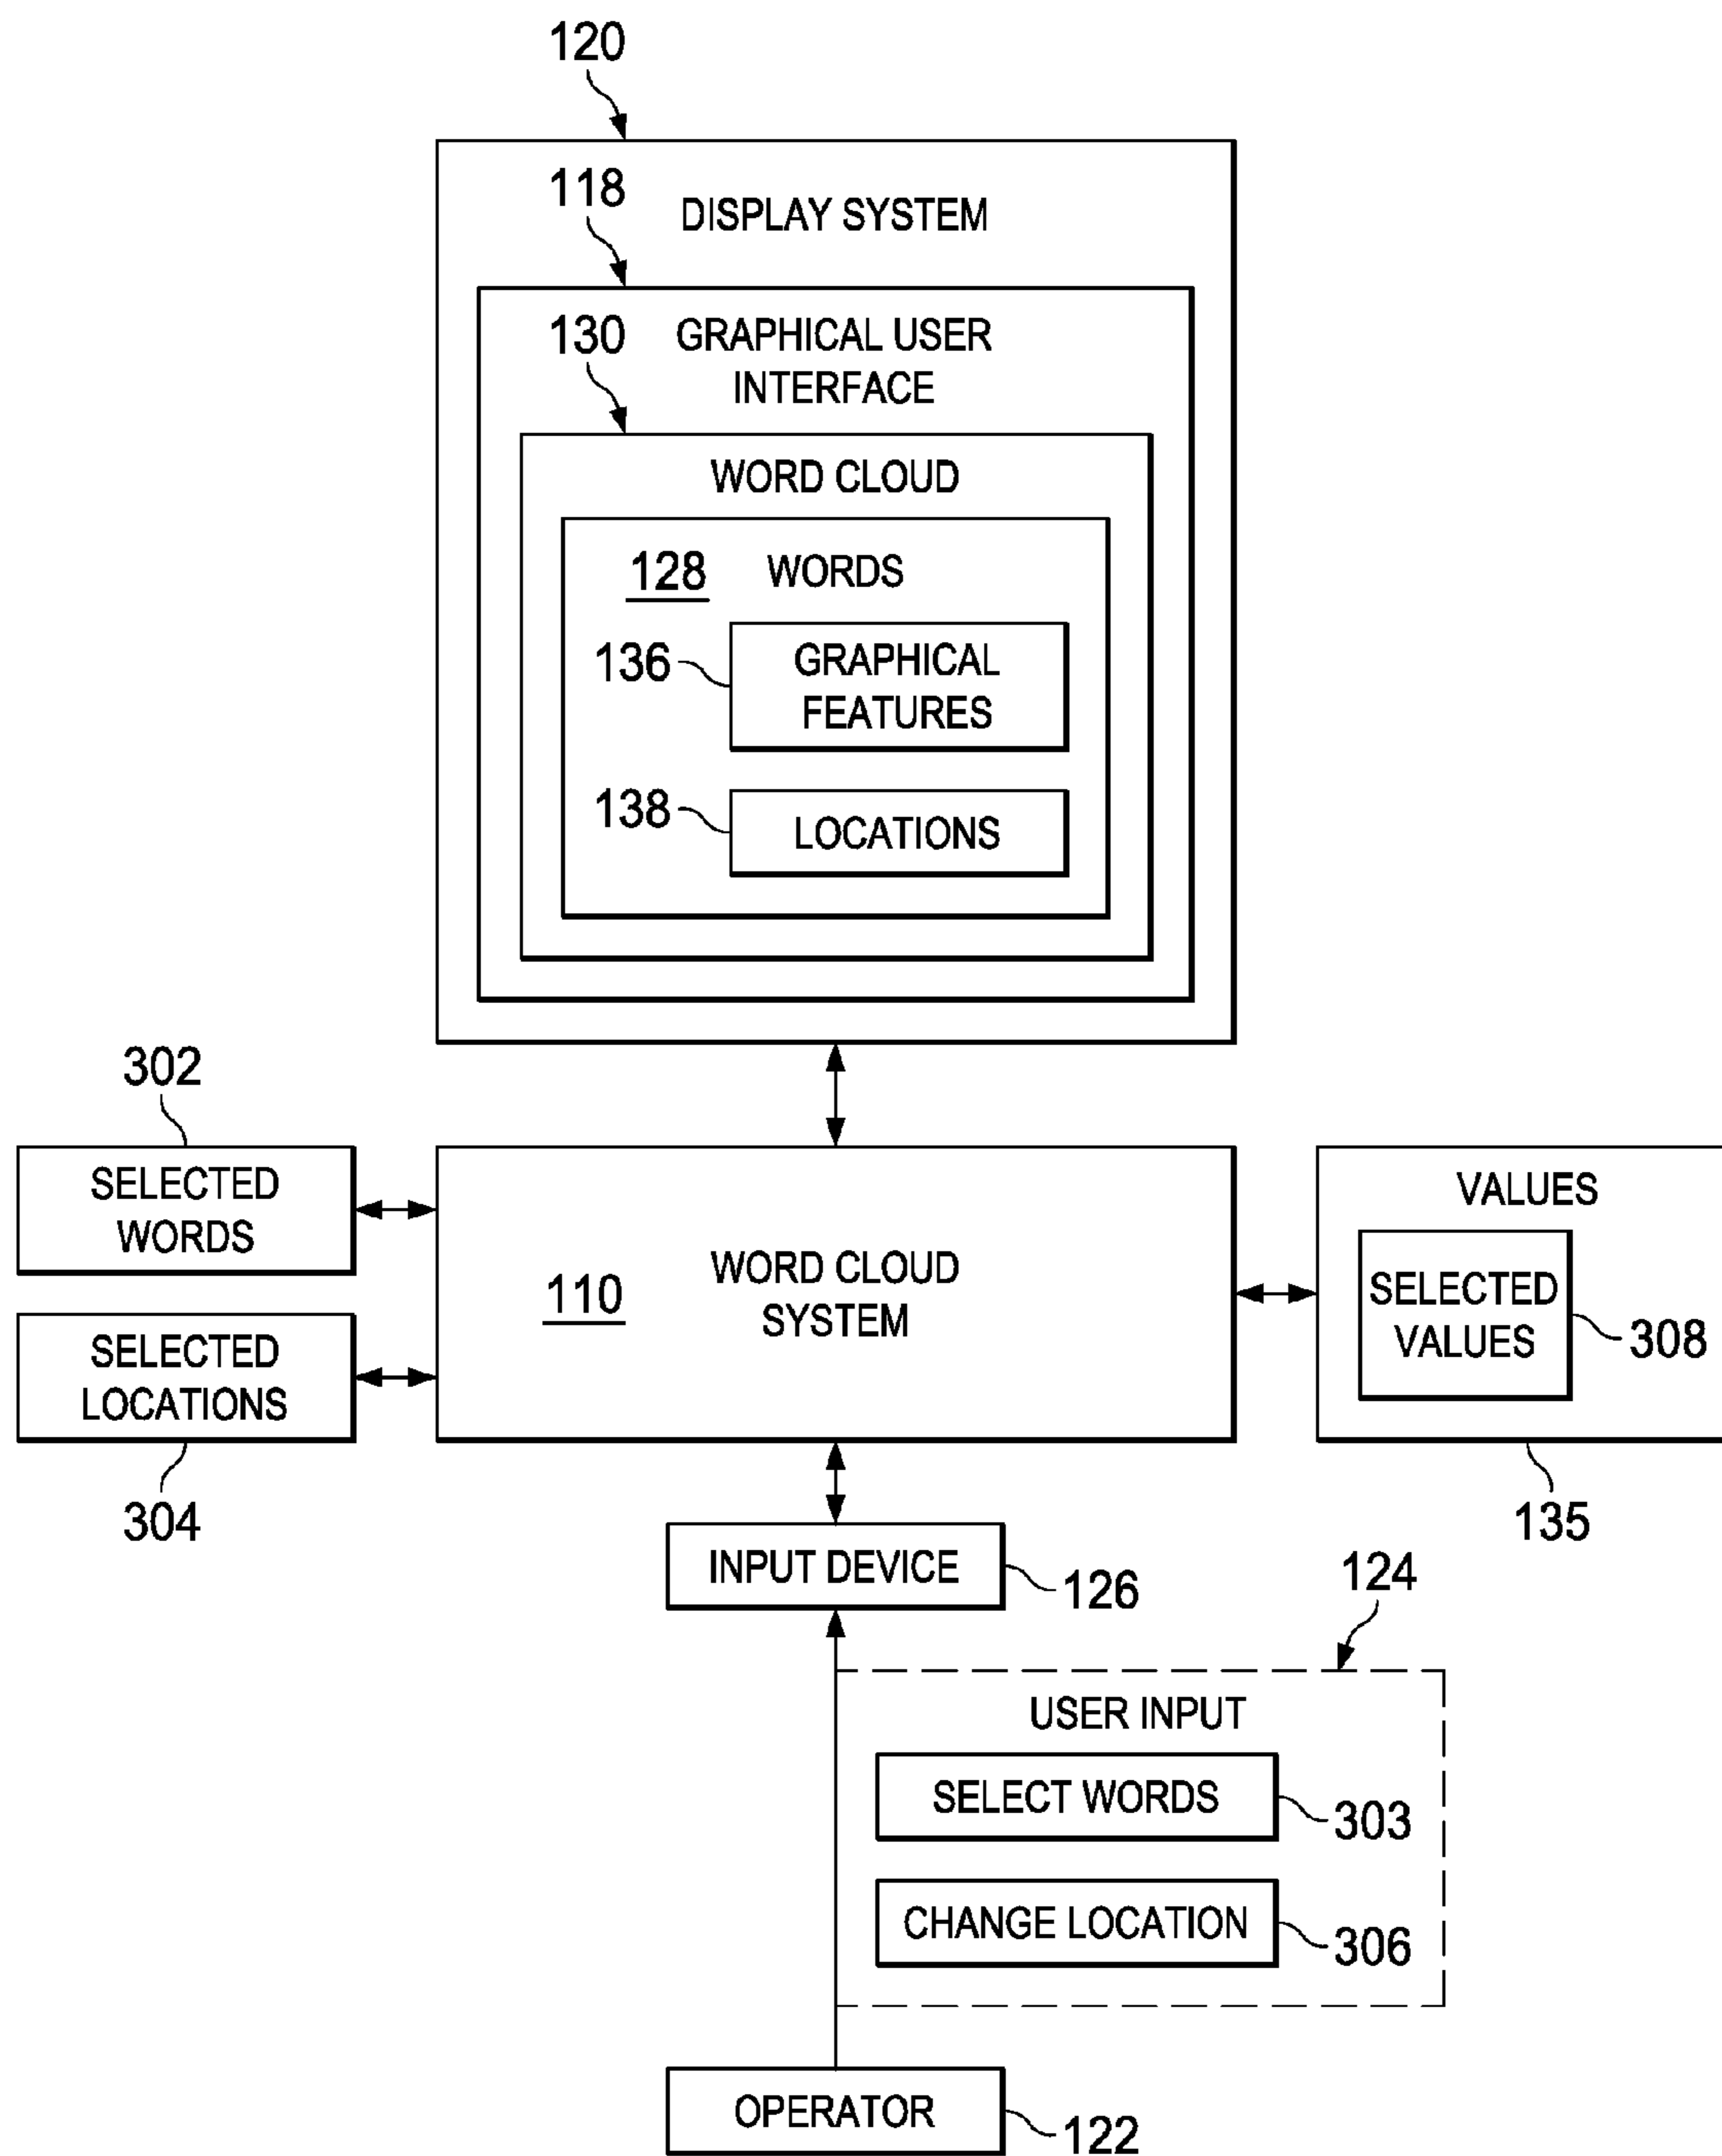 120
118
DISPLAY SYSTEM
130
GRAPHICAL USER
INTERFACE
WORD CLOUD
128 WORDS
136
GRAPHICAL
FEATURES
138
LOCATIONS
302
SELECTED
WORDS
110
WORD CLOUD
SYSTEM
VALUES
SELECTED
VALUES
308
SELECTED
LOCATIONS
304
135
INPUT DEVICE
126
124
USER INPUT
SELECT WORDS
303
CHANGE LOCATION
306
OPERATOR
122